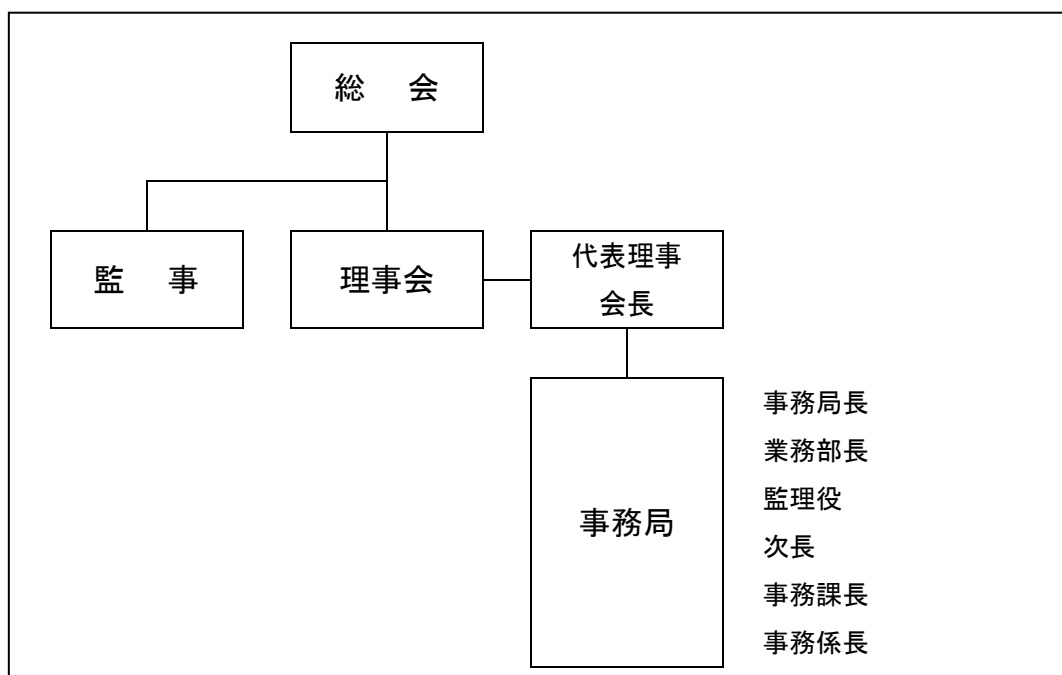 総　会
監　事
理事会
代表理事
会長
事務局
事務局長
業務部長
監理役
次長
事務課長
事務係長